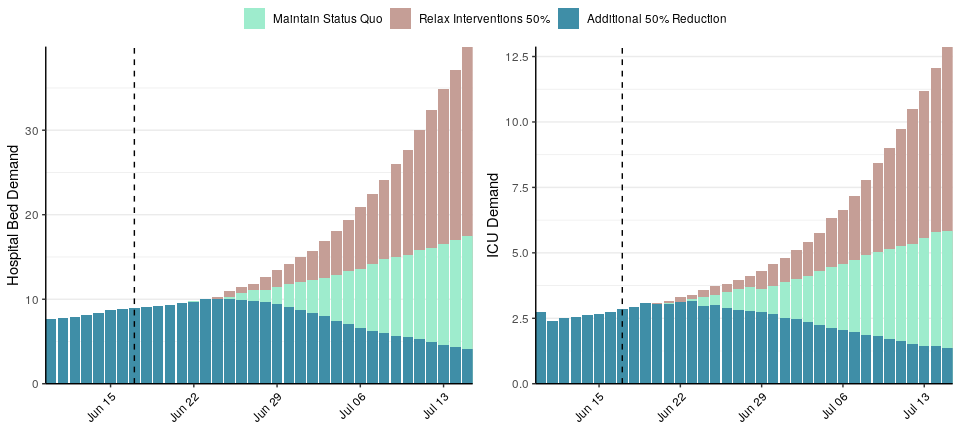 Maintain Status Quo Relax Interventions 50% Additional 50% Reduction
Hospital Bed Demand
30
20
10
0
Jun 15 Jun 22 Jun 29 Jul 06 Jul 13
ICU Demand
12.5
10.0
7.5
5.0
2.5
0.0
Jun 15 Jun 22 Jun 29 Jul 06 Jul 13